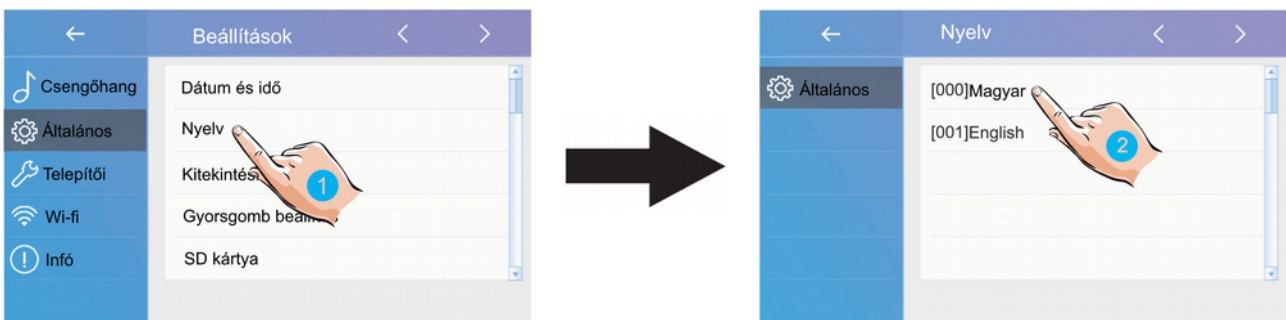 Beállítások
Csengőhang
Általános
Telepítői
Wi-fi
Infó
Dátum és idő
Nyelv
1
Gyorsgomb
SD kártya
Nyelv
Általános
[000]Magyar
[001]English
2